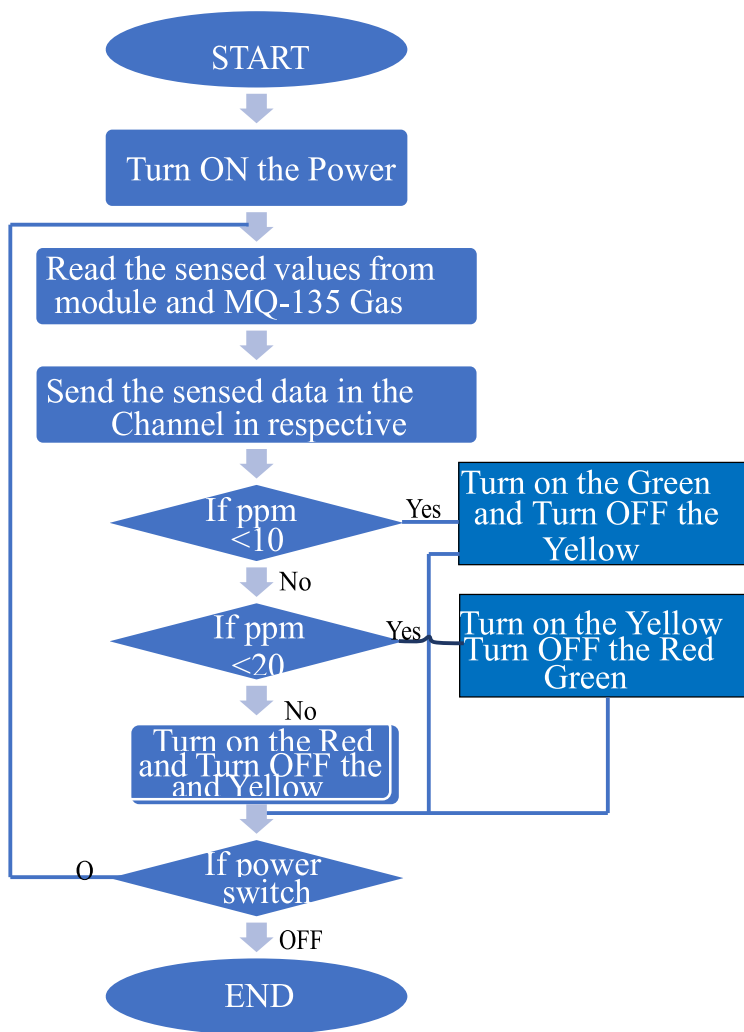 START
Turn ON the Power
Read the sensed values from
module and MQ-135 Gas
Send the sensed data in the
Channel in respective
If ppm
<10
Yes
Turn on the Green
and Turn OFF the
Yellow
No
If ppm
<20
Yes
Turn on the Yellow
Turn OFF the Red
Green
No
Turn on the Red
and Turn OFF the
and Yellow
If power
switch
O
OFF
END